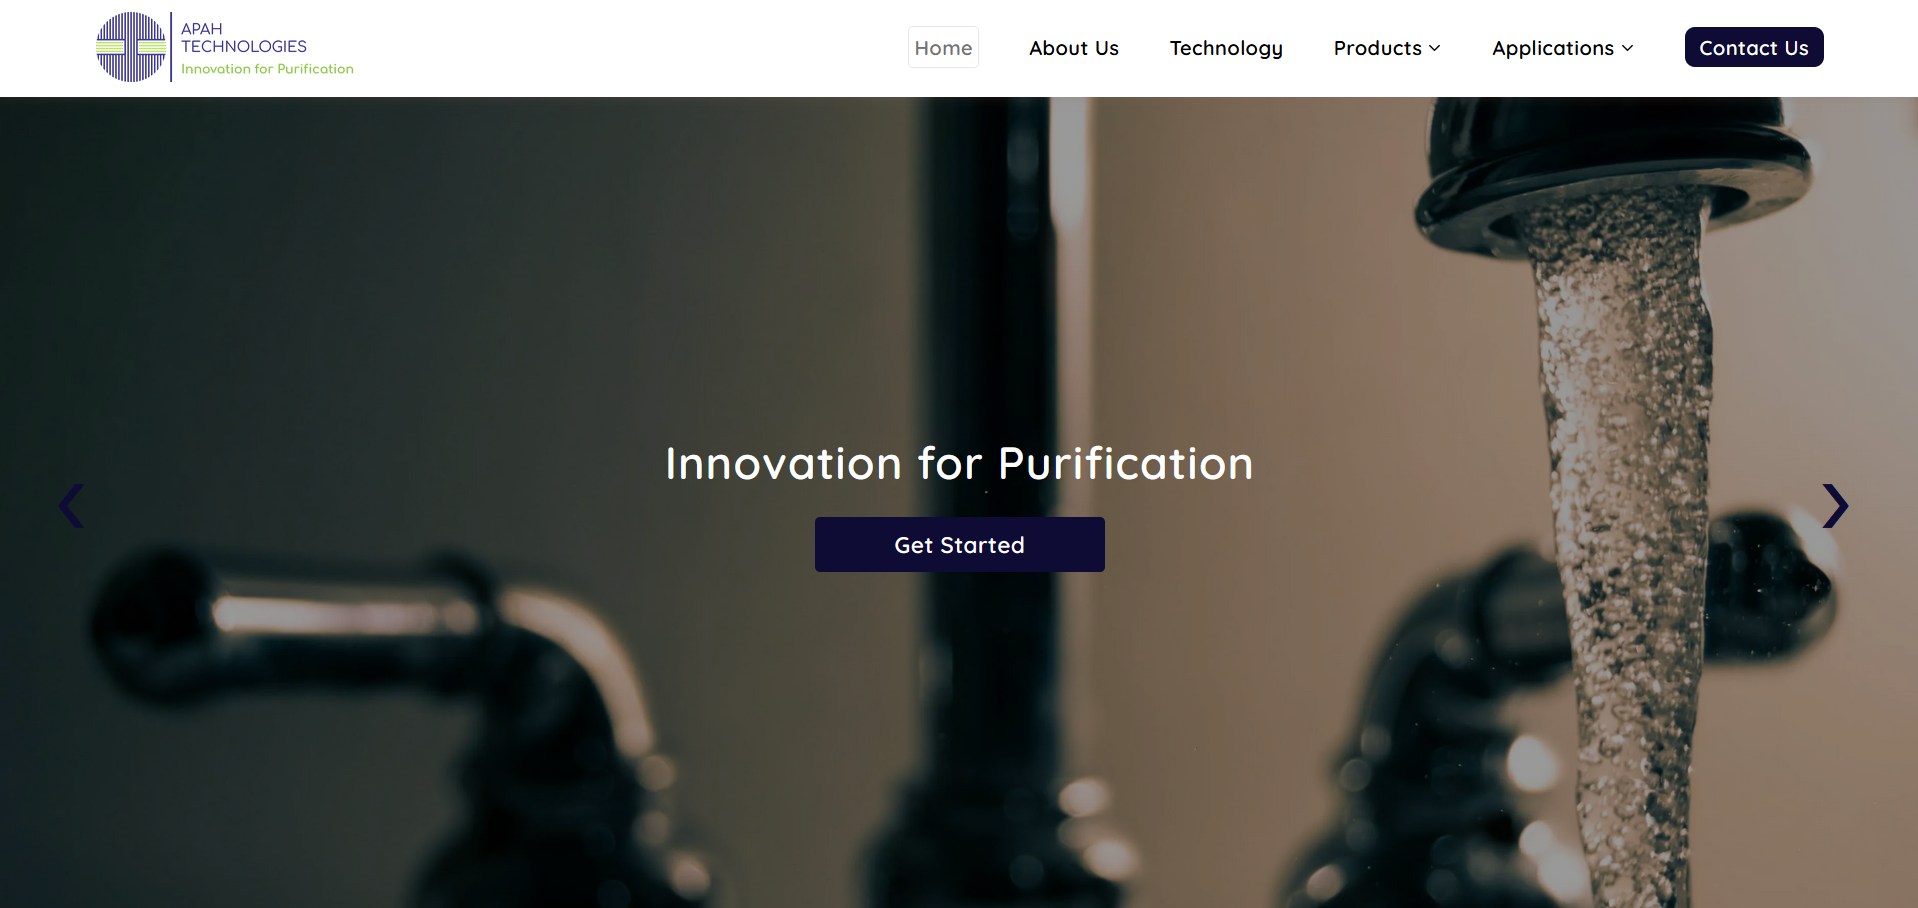 APAH
TECHNOLOGIES
Innovation for Purification
Home
About Us
Technology
Products
Applications
Contact Us
Innovation for Purification
Get Started